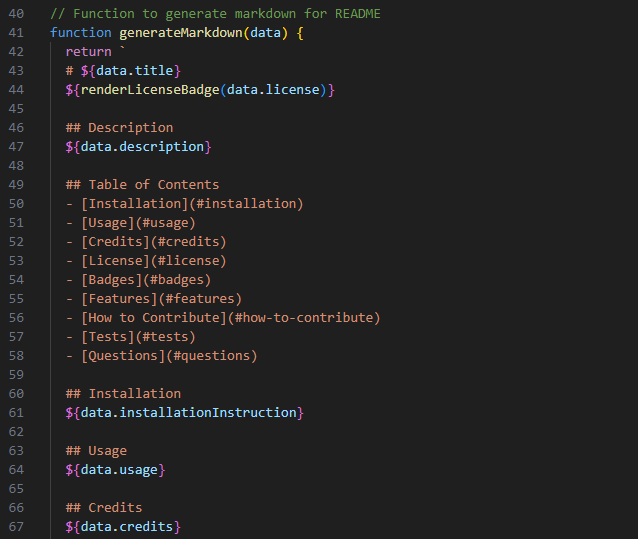 40 // Function to generate markdown for README
41 function generateMarkdown(data) {
42   return `
43   # ${data.title}
44   ${renderLicenseBadge(data.license)}
45
46   ## Description
47   ${data.description}
48
49   ## Table of Contents
50   - [Installation](#installation)
51   - [Usage](#usage)
52   - [Credits](#credits)
53   - [License](#license)
54   - [Badges](#badges)
55   - [Features](#features)
56   - [How to Contribute](#how-to-contribute)
57   - [Tests](#tests)
58   - [Questions](#questions)
59
60   ## Installation
61   ${data.installationInstruction}
62
63   ## Usage
64   ${data.usage}
65
66   ## Credits
67   ${data.credits}